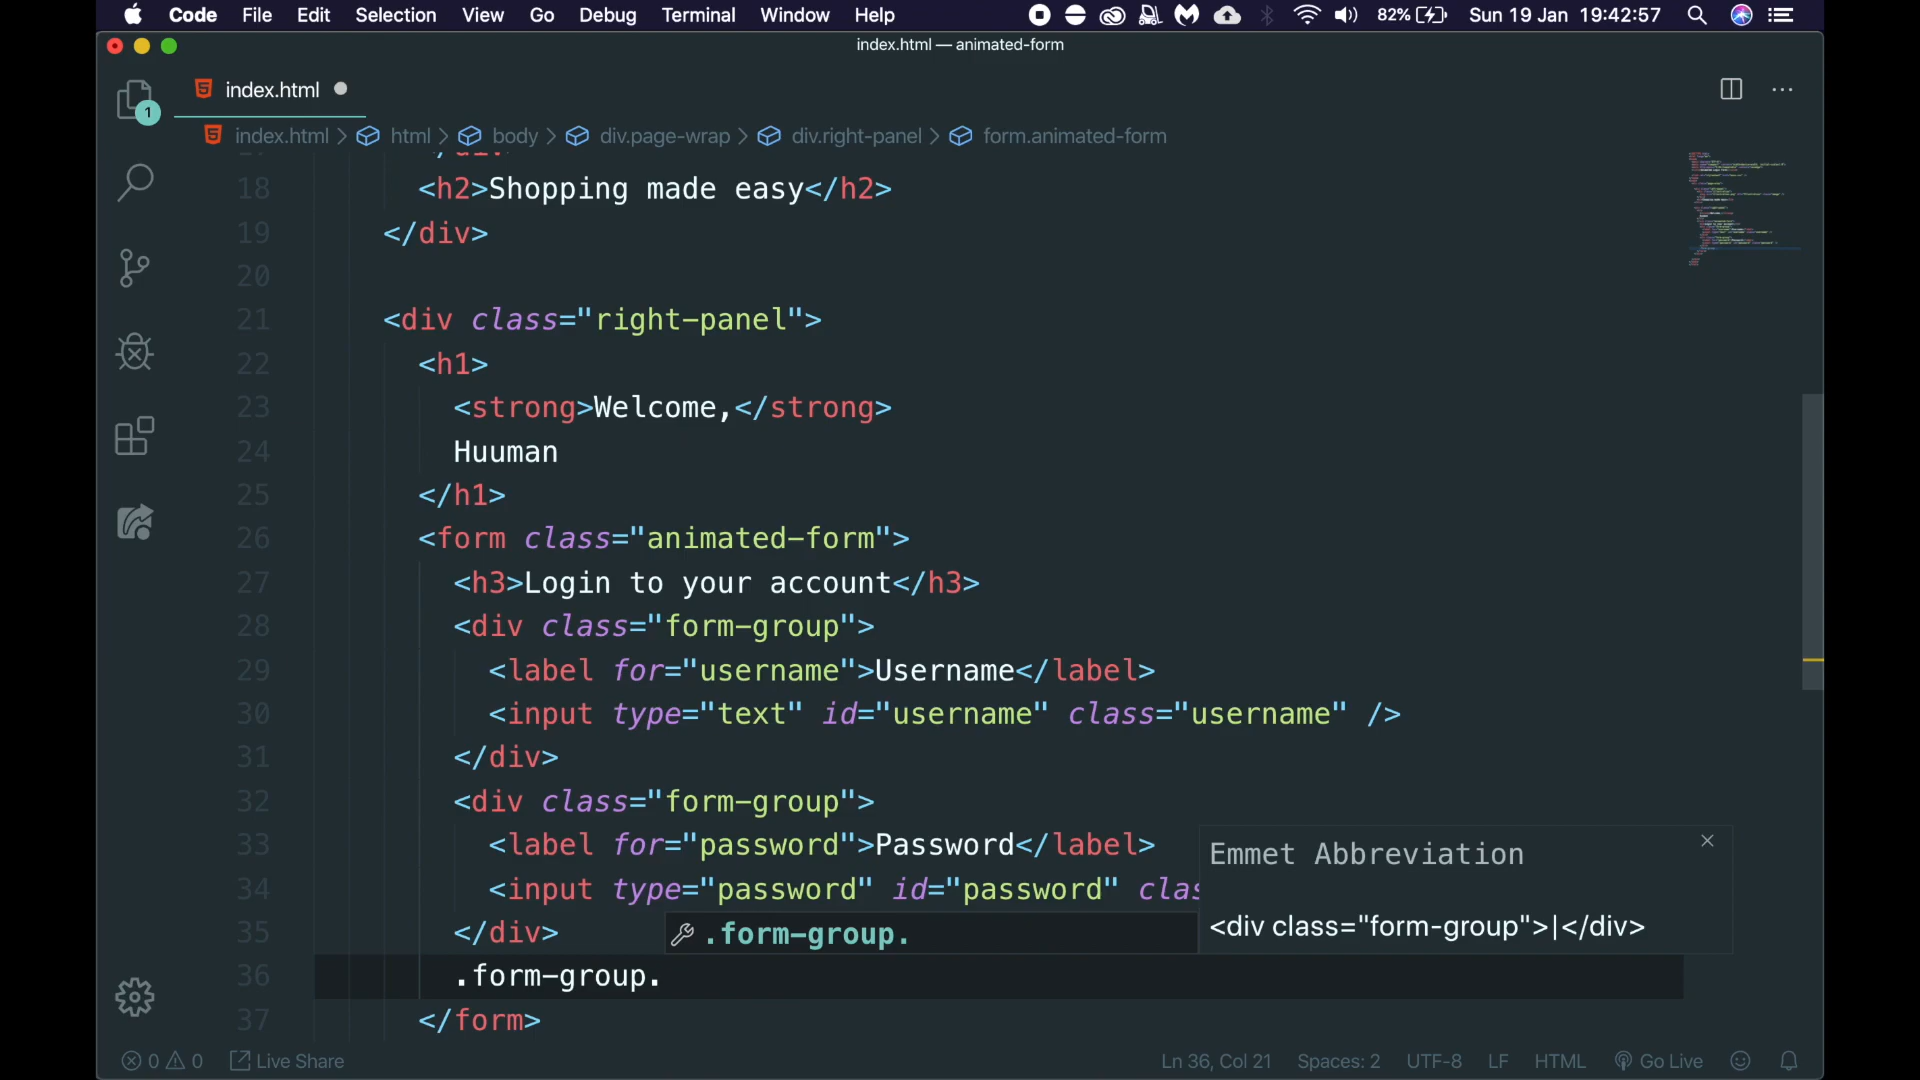 Code File Edit Selection View Go Debug Terminal Window Help 82% Sun 19 Jan 19:42:57
index.html — animated-form
index.html
1
index.html > html > body > div.page-wrap > div.right-panel > form.animated-form
18 <h2>Shopping made easy</h2>
19 </div>
20
21 <div class="right-panel">
22 <h1>
23 <strong>Welcome,</strong>
24 Huuman
25 </h1>
26 <form class="animated-form">
27 <h3>Login to your account</h3>
28 <div class="form-group">
29 <label for="username">Username</label>
30 <input type="text" id="username" class="username" />
31 </div>
32 <div class="form-group">
33 <label for="password">Password</label>
Emmet Abbreviation
34 <input type="password" id="password" clas
<div class="form-group">|</div>
35 </div>
.form-group.
36 .form-group.
37 </form>
0 0 Live Share Ln 36, Col 21 Spaces: 2 UTF-8 LF HTML Go Live